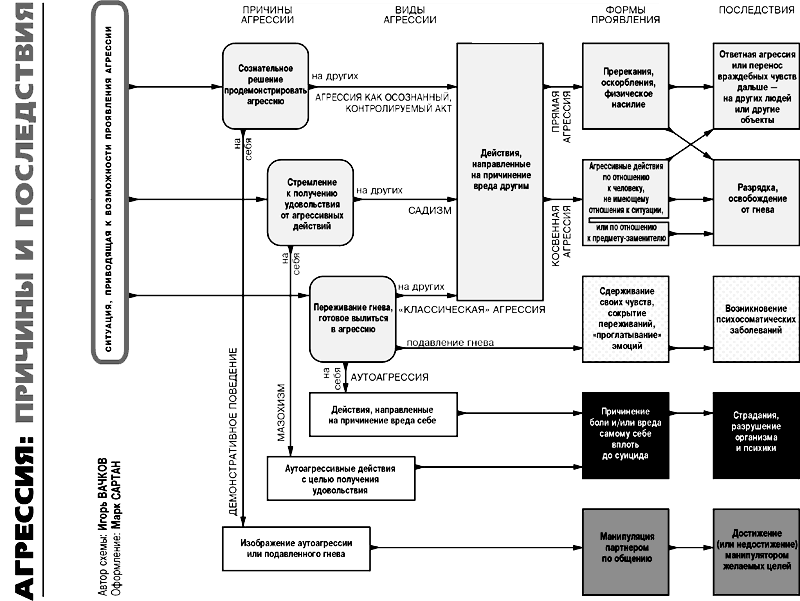 АГРЕССИЯ: ПРИЧИНЫ И ПОСЛЕДСТВИЯ
Автор схемы: Игорь ВАЧКОВ
Оформление: Марк САРТАН
СИТУАЦИЯ, ПРИВОДЯЩАЯ К ВОЗМОЖНОСТИ ПРОЯВЛЕНИЯ АГРЕССИИ
ПРИЧИНЫ
АГРЕССИИ
ВИДЫ
АГРЕССИИ
ФОРМЫ
ПРОЯВЛЕНИЯ
ПОСЛЕДСТВИЯ
Сознательное
решение
продемонстрировать
агрессию
на других
АГРЕССИЯ КАК ОСОЗНАННЫЙ,
КОНТРОЛИРУЕМЫЙ АКТ
на
себя
Действия,
направленные
на причинение
вреда другим
ПРЯМАЯ
АГРЕССИЯ
Пререкания,
оскорбления,
физическое
насилие
Ответная агрессия
или перенос
враждебных чувств
дальше —
на других людей
или другие
объекты
Стремление
к получению
удовольствия
от агрессивных
действий
на других
САДИЗМ
на
себя
КОСВЕННАЯ
АГРЕССИЯ
Агрессивные действия
по отношению
к человеку,
не имеющему
отношения к ситуации,
или по отношению
к предмету-заменителю
Разрядка,
освобождение
от гнева
Переживание гнева,
готовое вылиться
в агрессию
на других
«КЛАССИЧЕСКАЯ» АГРЕССИЯ
подавление гнева
Сдерживание
своих чувств,
сокрытие
переживаний,
«проглатывание»
эмоций
Возникновение
психосоматических
заболеваний
на
себя
АУТОАГРЕССИЯ
ДЕМОНСТРАТИВНОЕ ПОВЕДЕНИЕ
МАЗОХИЗМ
Действия, направленные
на причинение вреда себе
Причинение
боли и/или вреда
самому себе
вплоть
до суицида
Страдания,
разрушение
организма
и психики
Аутоагрессивные действия
с целью получения
удовольствия
Изображение аутоагрессии
или подавленного гнева
Манипуляция
партнером
по общению
Достижение
(или недостижение)
манипулятором
желаемых целей